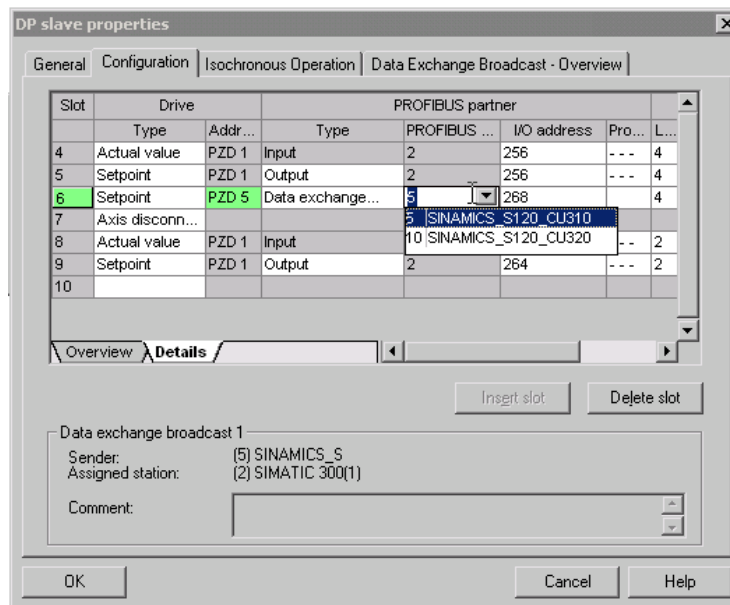 DP slave properties
General Configuration Isochronous Operation Data Exchange Broadcast - Overview
Slot Drive PROFIBUS partner
Type Addr... Type PROFIBUS ... I/O address Pro... L...
4 Actual value PZD 1 Input 2 256 - - - 4
5 Setpoint PZD 1 Output 2 256 - - - 4
6 Setpoint PZD 5 Data exchange... 5 268 4
7 Axis disconn... 5 SINAMICS_S120_CU310
8 Actual value PZD 1 Input 10 SINAMICS_S120_CU320 - - - 2
9 Setpoint PZD 1 Output 2 264 - - - 2
10
Overview Details
Insert slot Delete slot
Data exchange broadcast 1
Sender: (5) SINAMICS_S
Assigned station: (2) SIMATIC 300(1)
Comment:
OK Cancel Help